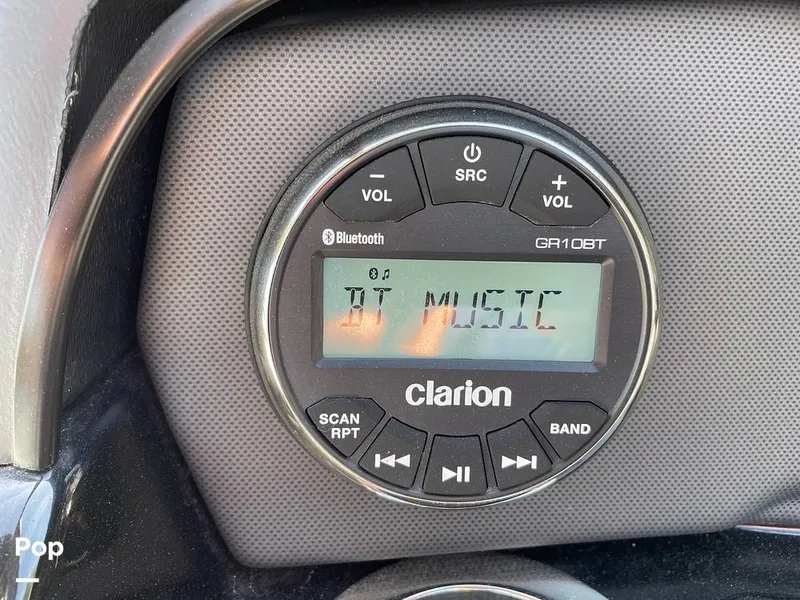 − VOL
SRC
+ VOL
Bluetooth
GR10BT
BT MUSIC
clarion
SCAN
RPT
BAND
Pop